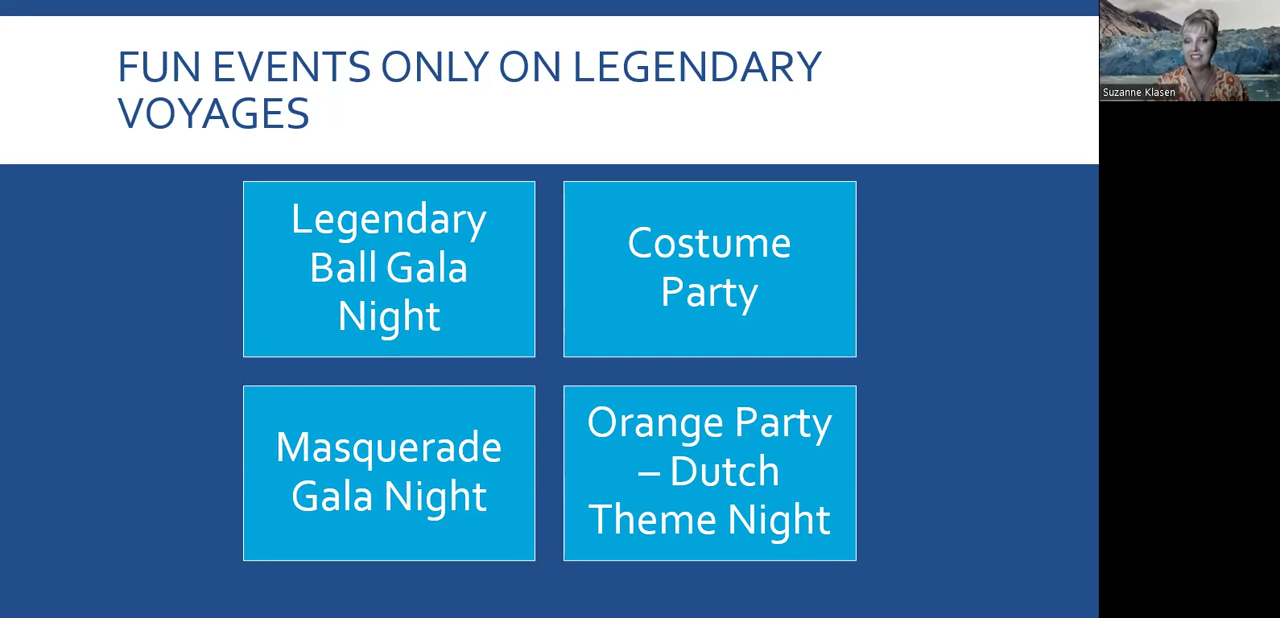 FUN EVENTS ONLY ON LEGENDARY
VOYAGES
Suzanne Klasen
Legendary
Ball Gala
Night
Costume
Party
Masquerade
Gala Night
Orange Party
– Dutch
Theme Night